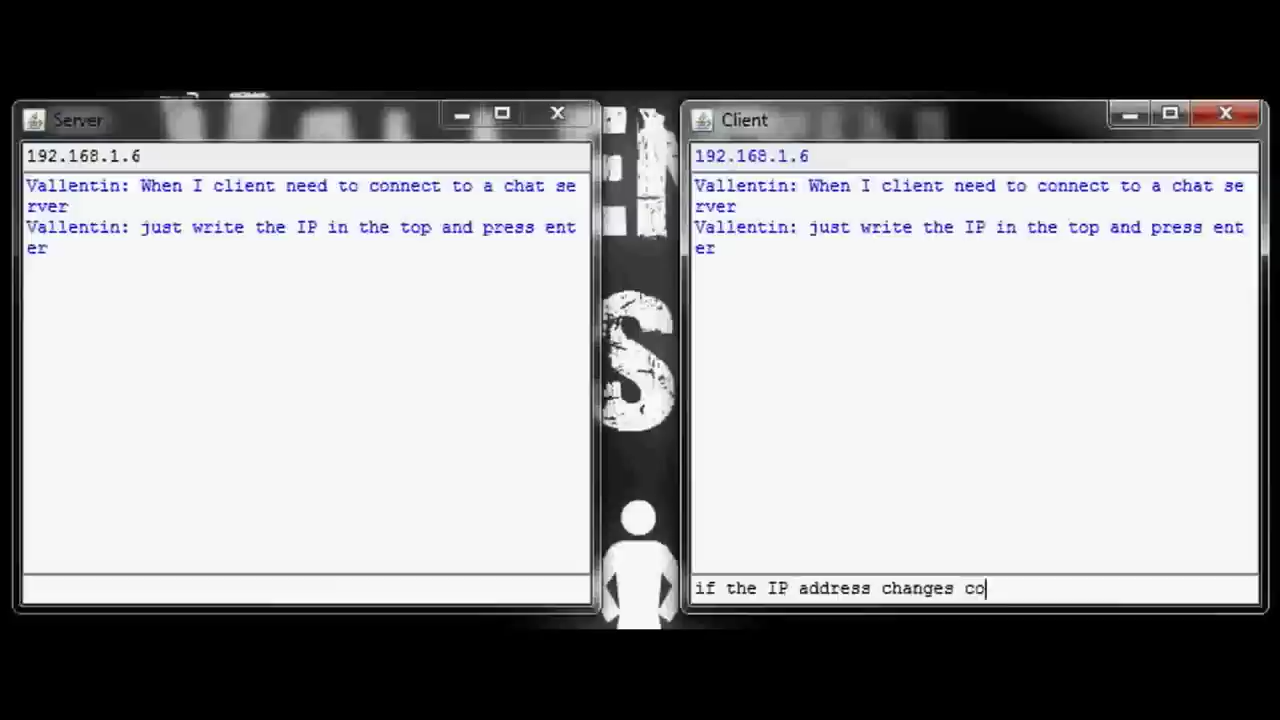 Server
192.168.1.6
Vallentin: When I client need to connect to a chat se
rver
Vallentin: just write the IP in the top and press ent
er
Client
192.168.1.6
Vallentin: When I client need to connect to a chat se
rver
Vallentin: just write the IP in the top and press ent
er
if the IP address changes co
S